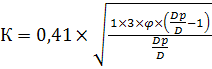 K = 0,41 × √((1×3×φ×(Dp/D −1))/(Dp/D))